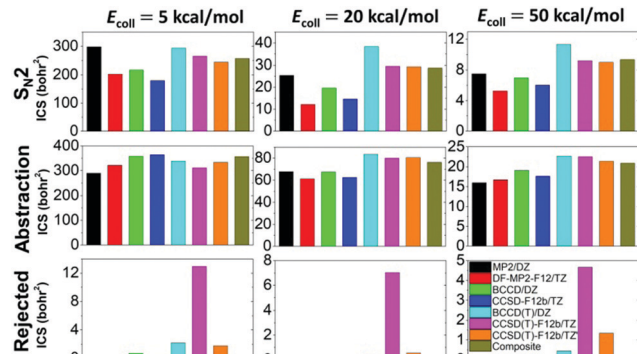 E_coll = 5 kcal/mol E_coll = 20 kcal/mol E_coll = 50 kcal/mol
S_N2
ICS (bohr²)
300
200
100
0
40
30
20
10
0
12
8
4
0
Abstraction
ICS (bohr²)
400
300
200
100
0
80
60
40
20
0
25
20
15
10
5
0
Rejected
ICS (bohr²)
12
8
4
0
8
6
4
2
0
5
4
3
2
1
0
MP2/DZ
DF-MP2-F12/TZ
BCCD/DZ
CCSD-F12b/TZ
BCCD(T)/DZ
CCSD(T)-F12b/TZ
CCSD(T)-F12b/TZ
Composite